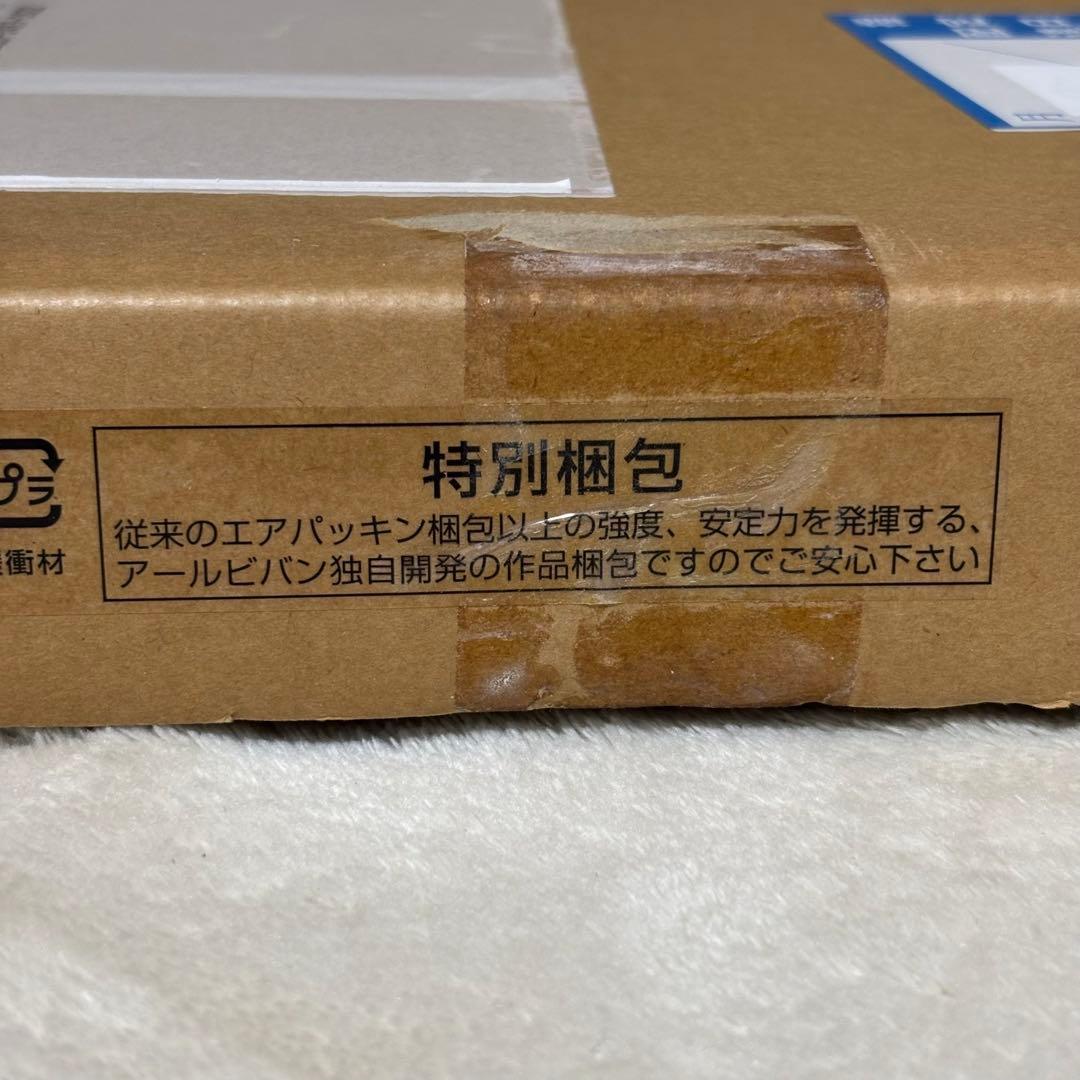 特別梱包
従来のエアパッキン梱包以上の強度、安定力を発揮する、
アールビバン独自開発の作品梱包ですのでご安心下さい
プラ
衝材